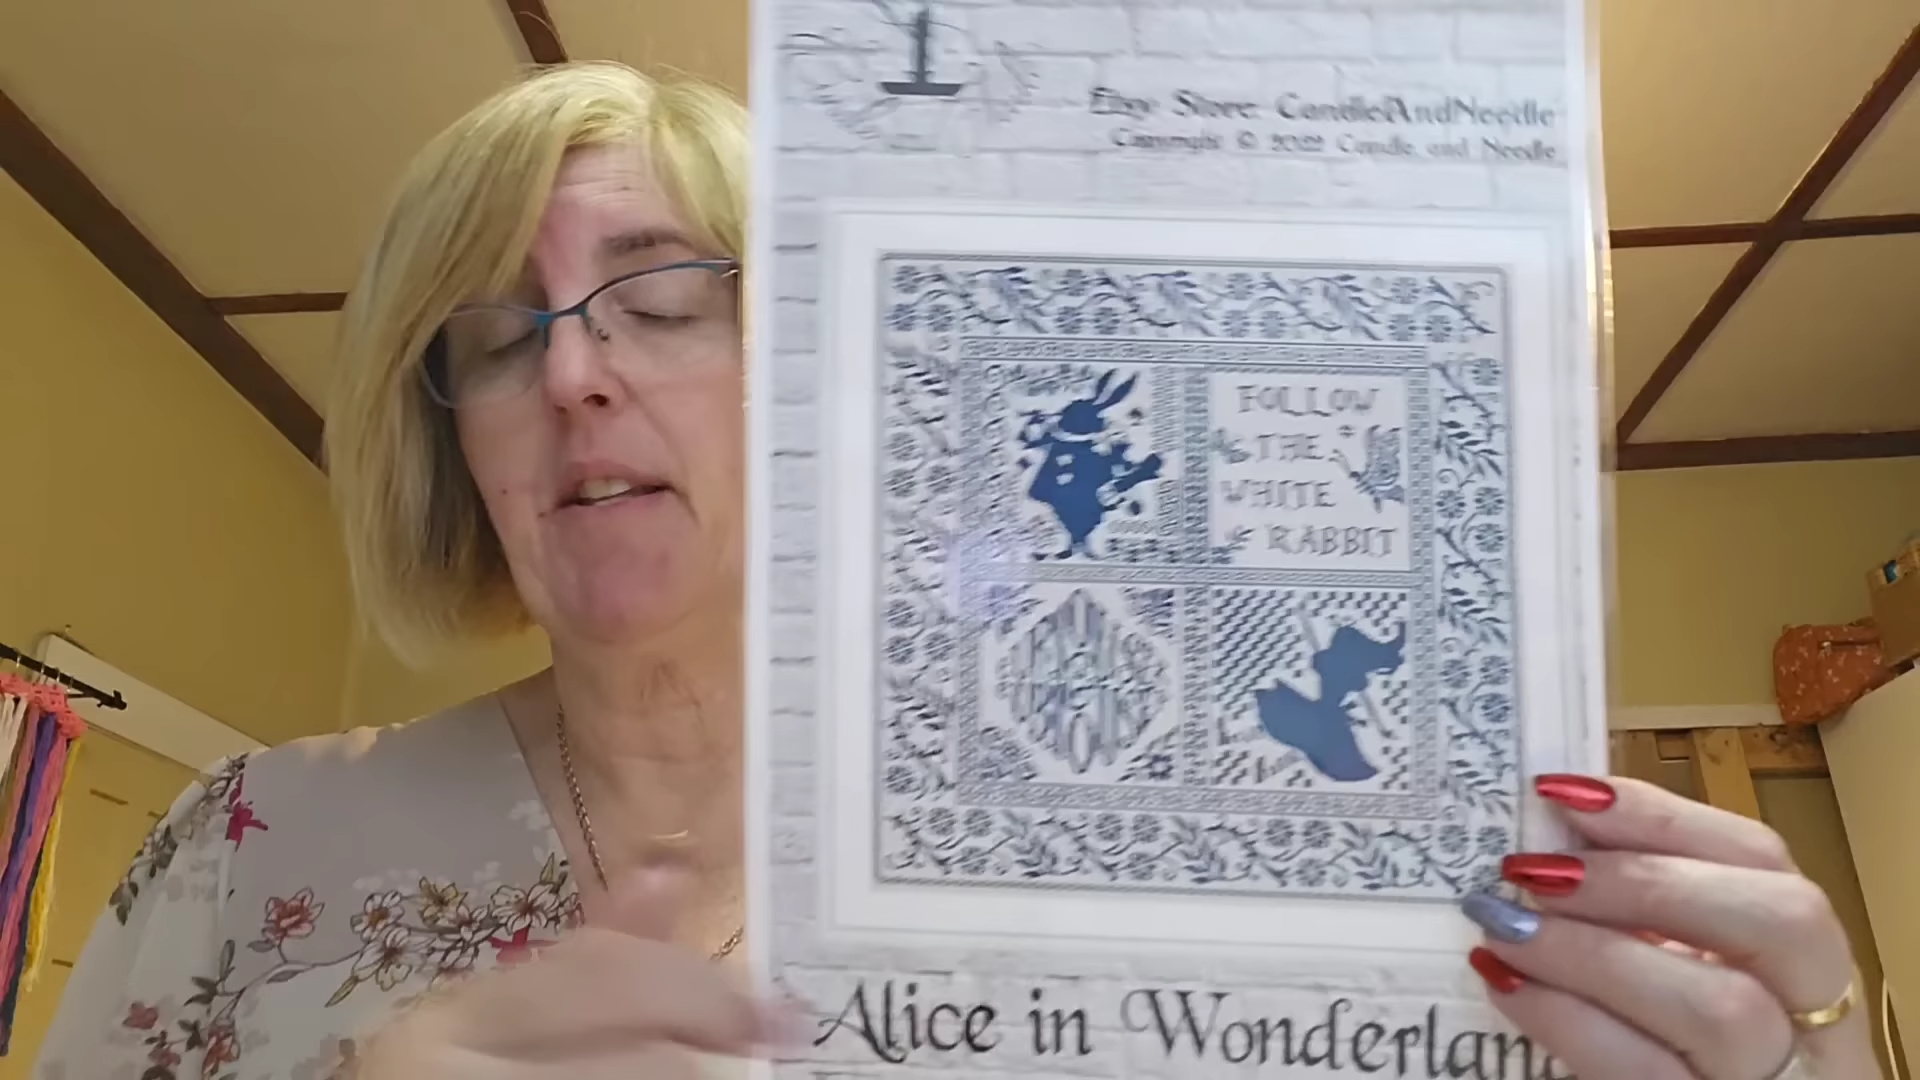 Etsy Store: CandleAndNeedle
Copyright © 2022 Candle and Needle
FOLLOW
THE
WHITE
RABBIT
Alice in Wonderland